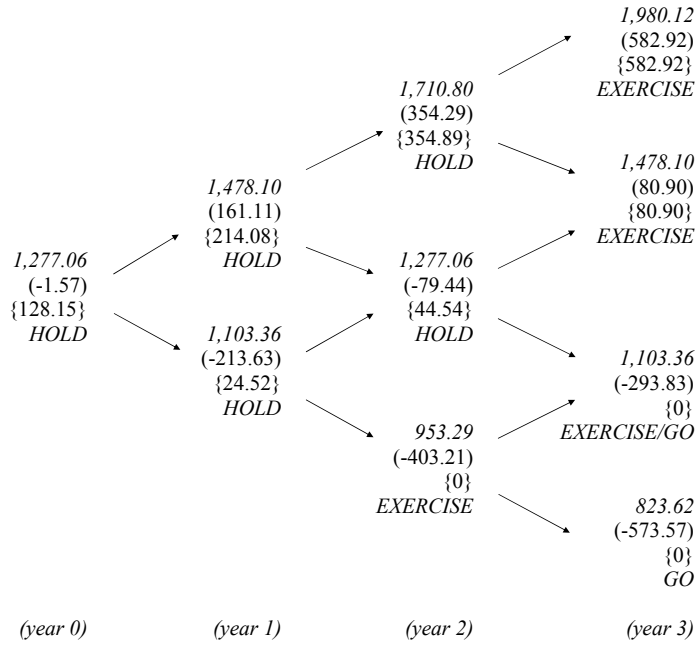 1,277.06
(-1.57)
{128.15}
HOLD
1,478.10
(161.11)
{214.08}
HOLD
1,103.36
(-213.63)
{24.52}
HOLD
1,710.80
(354.29)
{354.89}
HOLD
1,277.06
(-79.44)
{44.54}
HOLD
953.29
(-403.21)
{0}
EXERCISE
1,980.12
(582.92)
{582.92}
EXERCISE
1,478.10
(80.90)
{80.90}
EXERCISE
1,103.36
(-293.83)
{0}
EXERCISE/GO
823.62
(-573.57)
{0}
GO
(year 0)
(year 1)
(year 2)
(year 3)